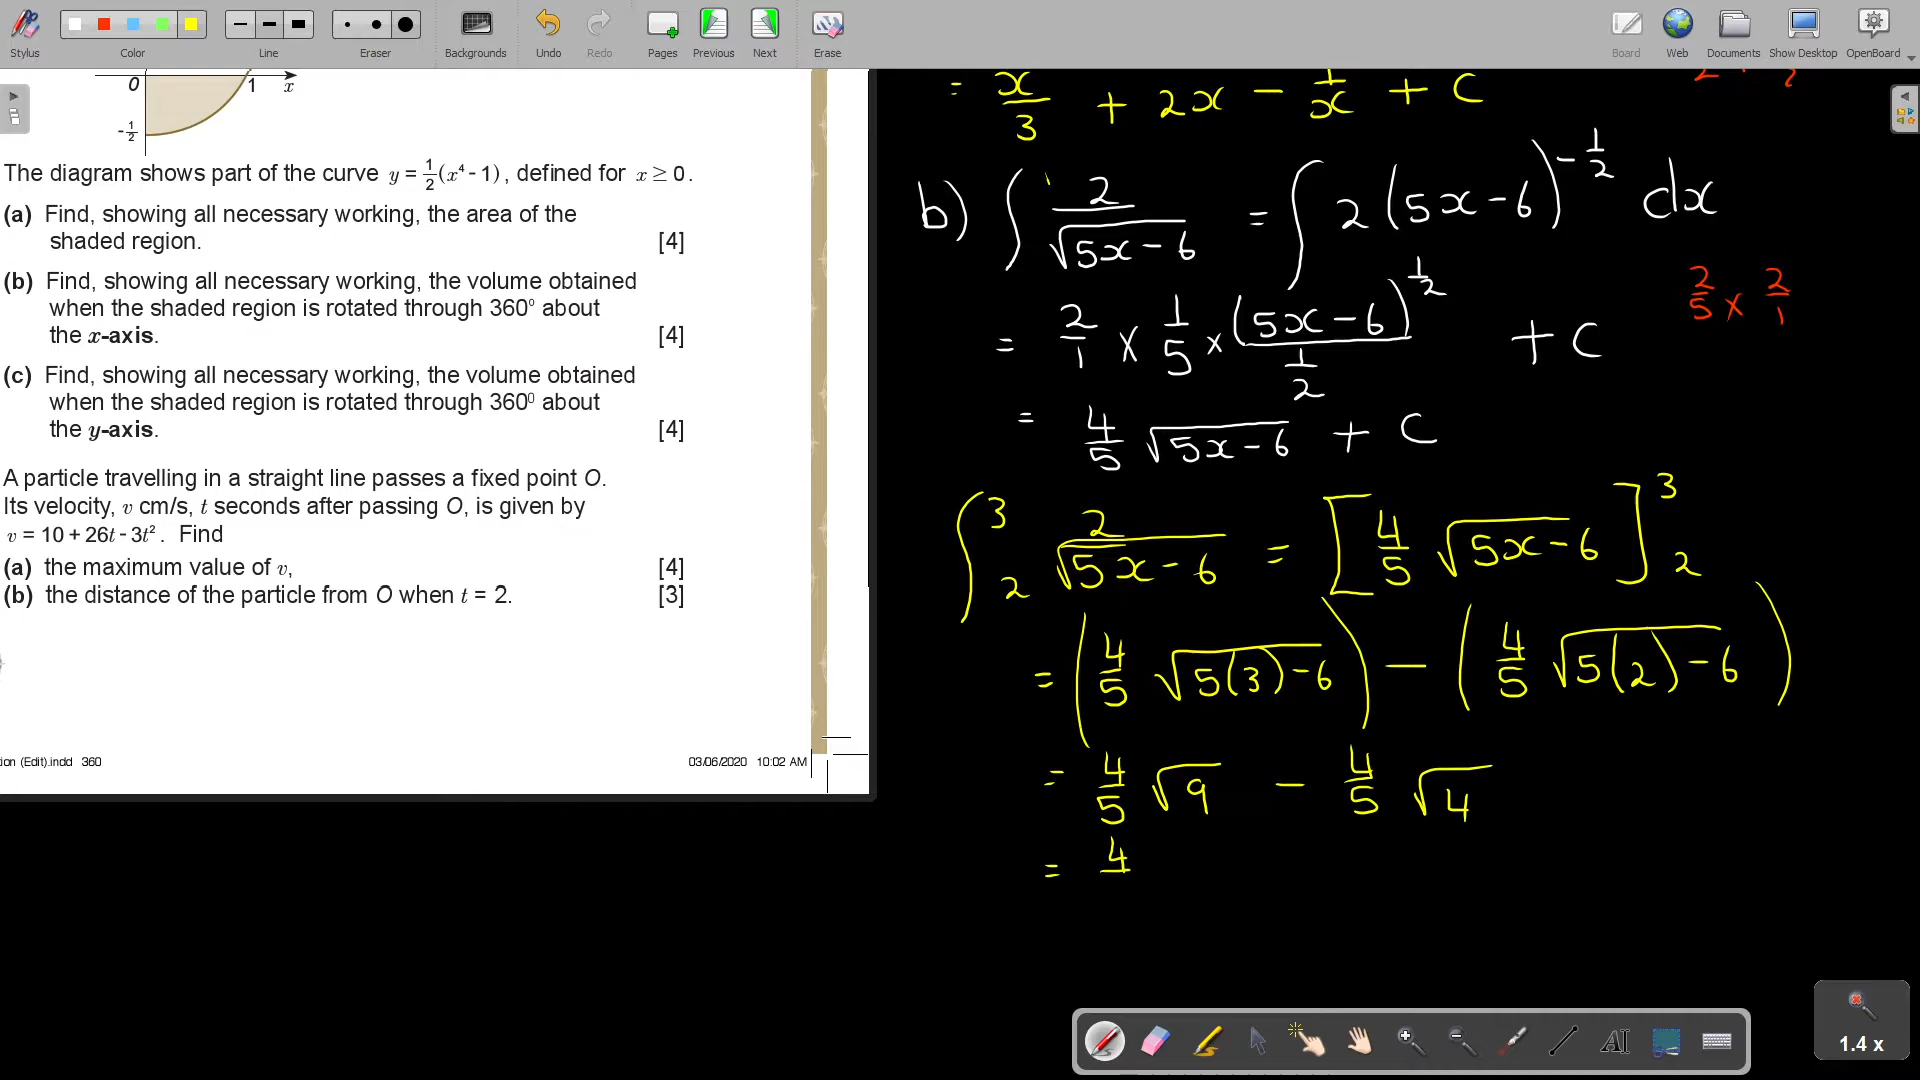 Stylus
Color
Line
Eraser
Backgrounds
Undo
Redo
Pages
Previous
Next
Erase
Board
Web
Documents
Show Desktop
OpenBoard
0 1 x
-1/2
The diagram shows part of the curve y = 1/2(x⁴ - 1), defined for x ≥ 0.
(a) Find, showing all necessary working, the area of the
shaded region. [4]
(b) Find, showing all necessary working, the volume obtained
when the shaded region is rotated through 360° about
the x-axis. [4]
(c) Find, showing all necessary working, the volume obtained
when the shaded region is rotated through 360⁰ about
the y-axis. [4]
A particle travelling in a straight line passes a fixed point O.
Its velocity, v cm/s, t seconds after passing O, is given by
v = 10 + 26t - 3t². Find
(a) the maximum value of v, [4]
(b) the distance of the particle from O when t = 2. [3]
ion (Edit).indd 360
03/06/2020 10:02 AM
= x/3 + 2x - 1/x + C
b) ∫ 2/√(5x-6) = ∫ 2(5x-6)^(-1/2) dx
= 2/1 × 1/5 × (5x-6)^(1/2)/(1/2) + C
2/5 × 2/1
= 4/5 √(5x-6) + C
∫₂³ 2/√(5x-6) = [4/5 √(5x-6)]₂³
= (4/5 √(5(3)-6)) - (4/5 √(5(2)-6))
= 4/5 √9 - 4/5 √4
= 4
1.4 x